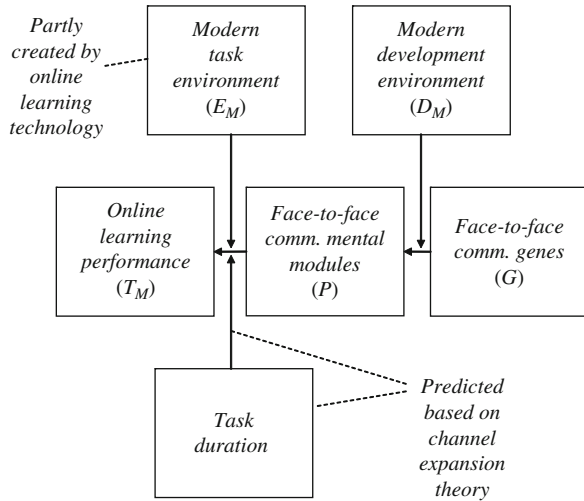 Partly
created by
online
learning
technology
Modern
task
environment
(E_M)
Modern
development
environment
(D_M)
Online
learning
performance
(T_M)
Face-to-face
comm. mental
modules
(P)
Face-to-face
comm. genes
(G)
Task
duration
Predicted
based on
channel
expansion
theory